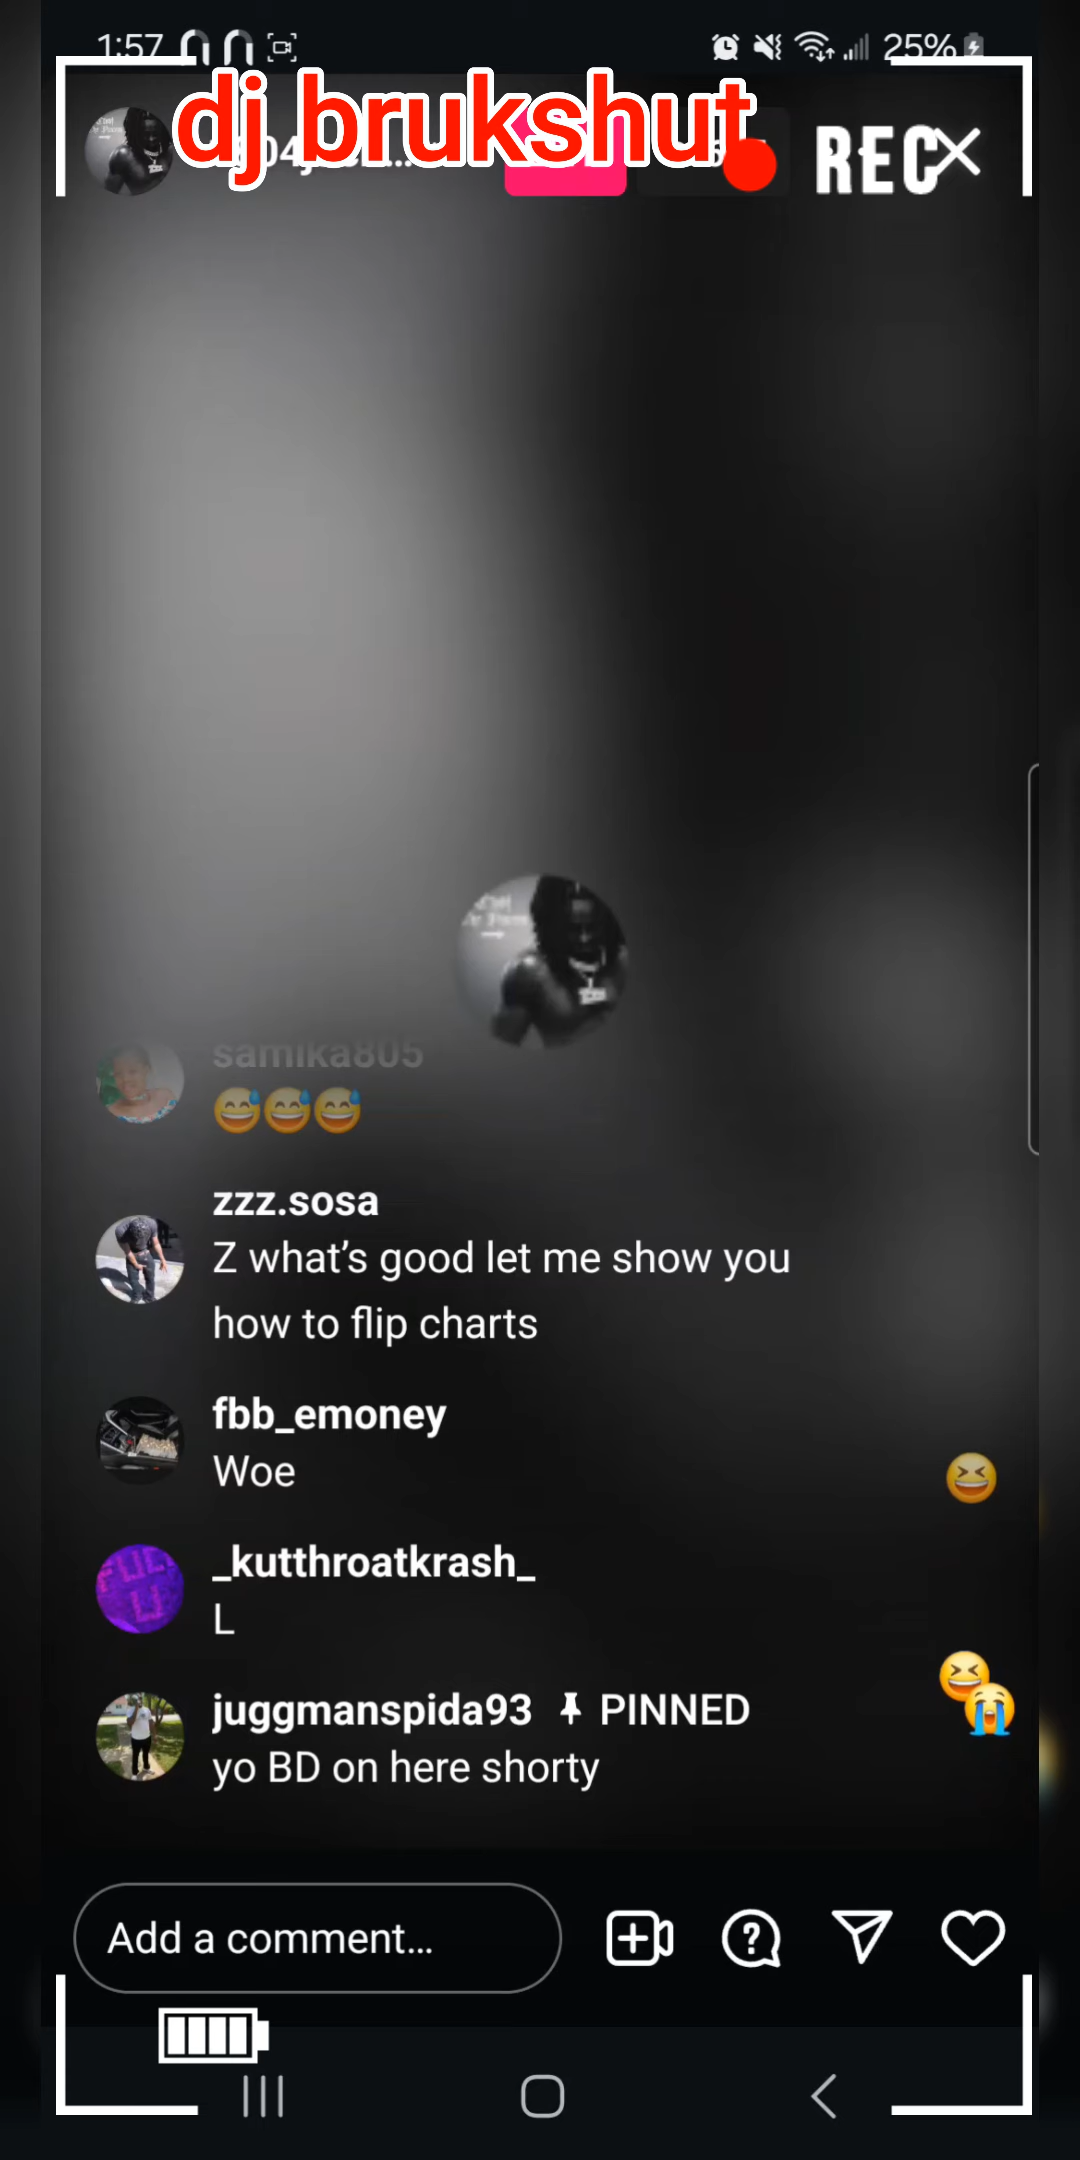 1:57
25%
dj brukshut
REC
samika805
😅😅😅
zzz.sosa
Z what's good let me show you
how to flip charts
fbb_emoney
Woe
_kutthroatkrash_
L
juggmanspida93 PINNED
yo BD on here shorty
Add a comment...